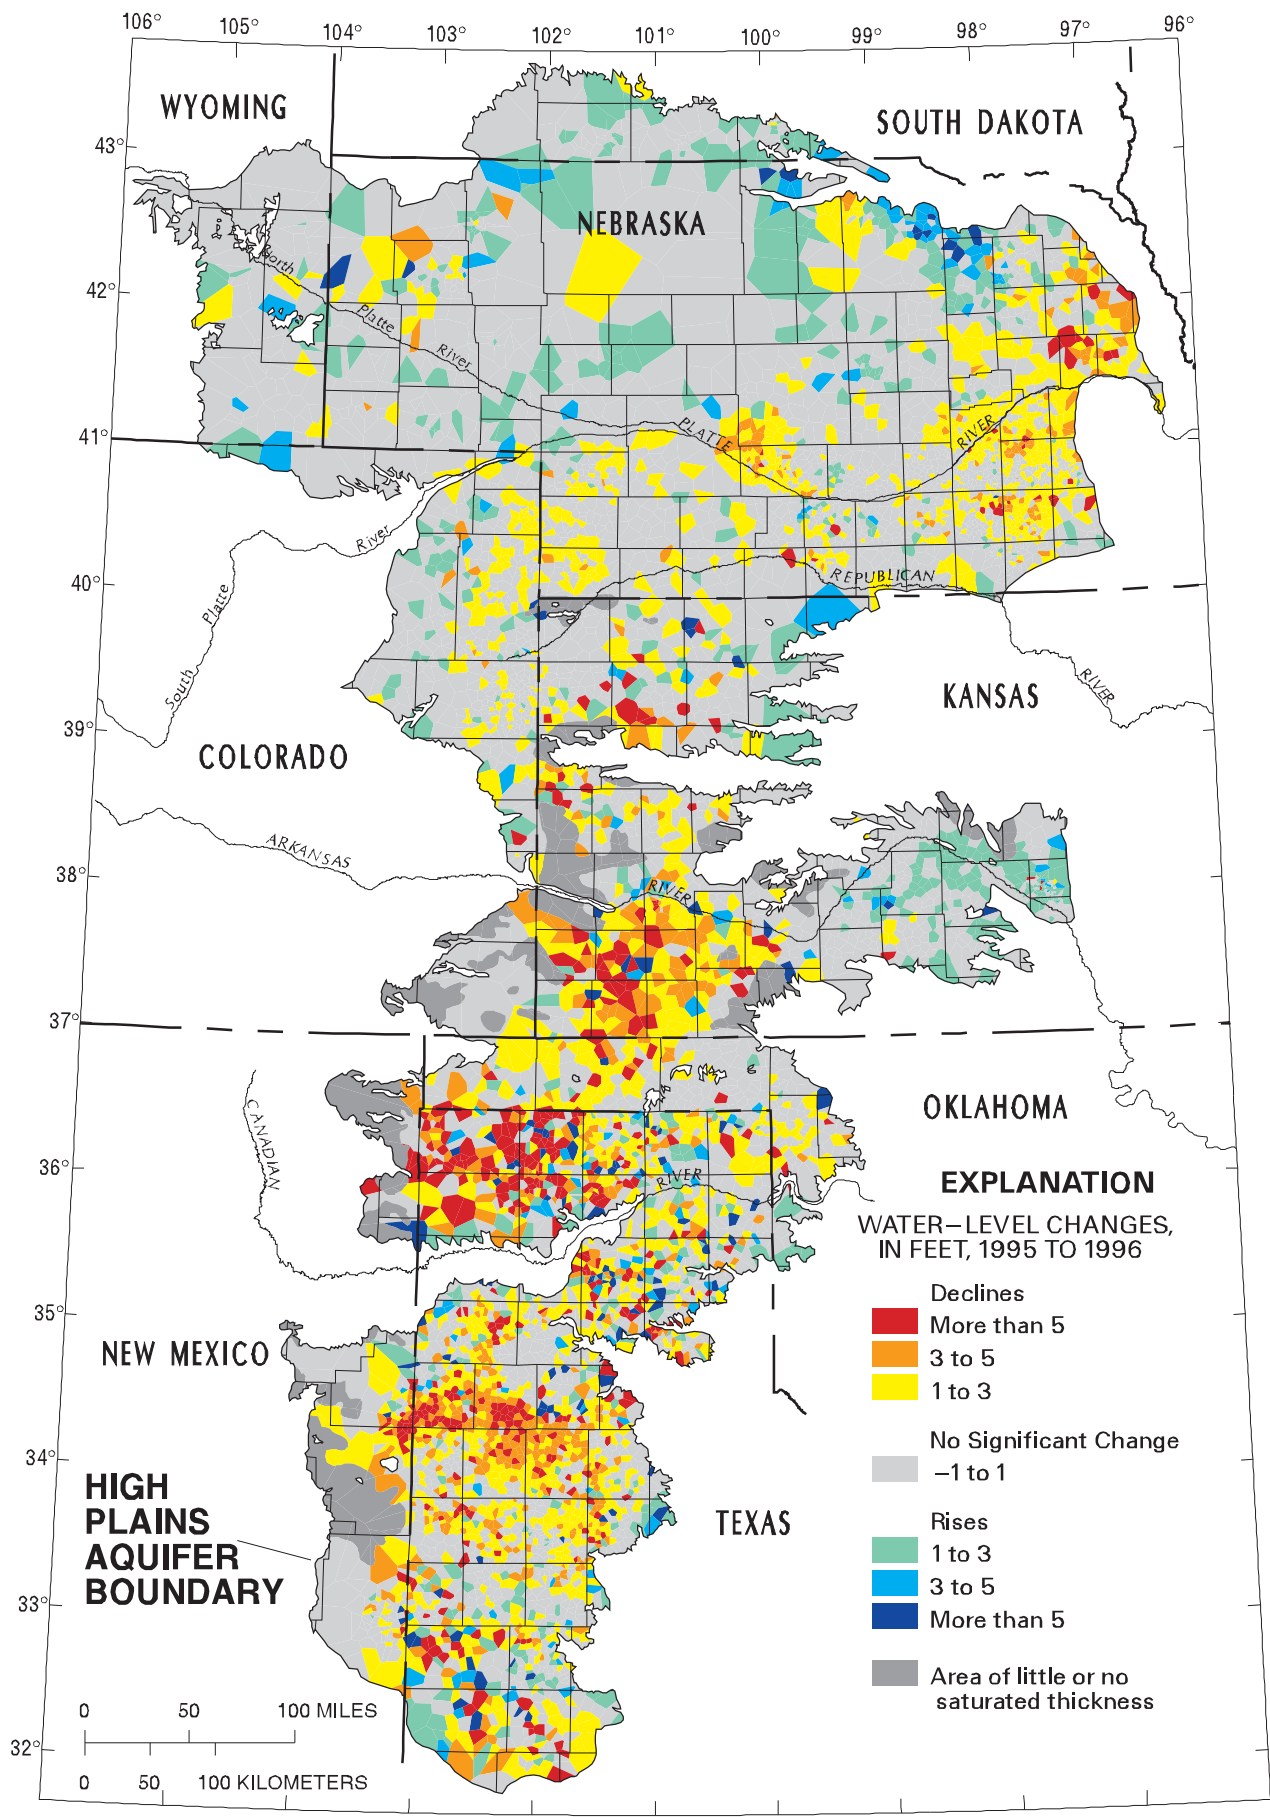 106° 105° 104° 103° 102° 101° 100° 99° 98° 97° 96°
WYOMING
SOUTH DAKOTA
43°
NEBRASKA
North
42°
Platte
River
41°
PLATTE
RIVER
River
REPUBLICAN
40°
Platte
South
RIVER
KANSAS
39°
COLORADO
ARKANSAS
38°
RIVER
37°
CANADIAN
OKLAHOMA
36°
RIVER
EXPLANATION
WATER–LEVEL CHANGES,
IN FEET, 1995 TO 1996
Declines
More than 5
3 to 5
1 to 3
No Significant Change
–1 to 1
Rises
1 to 3
3 to 5
More than 5
Area of little or no
saturated thickness
35°
NEW MEXICO
34°
HIGH
PLAINS
AQUIFER
BOUNDARY
TEXAS
33°
0 50 100 MILES
32°
0 50 100 KILOMETERS